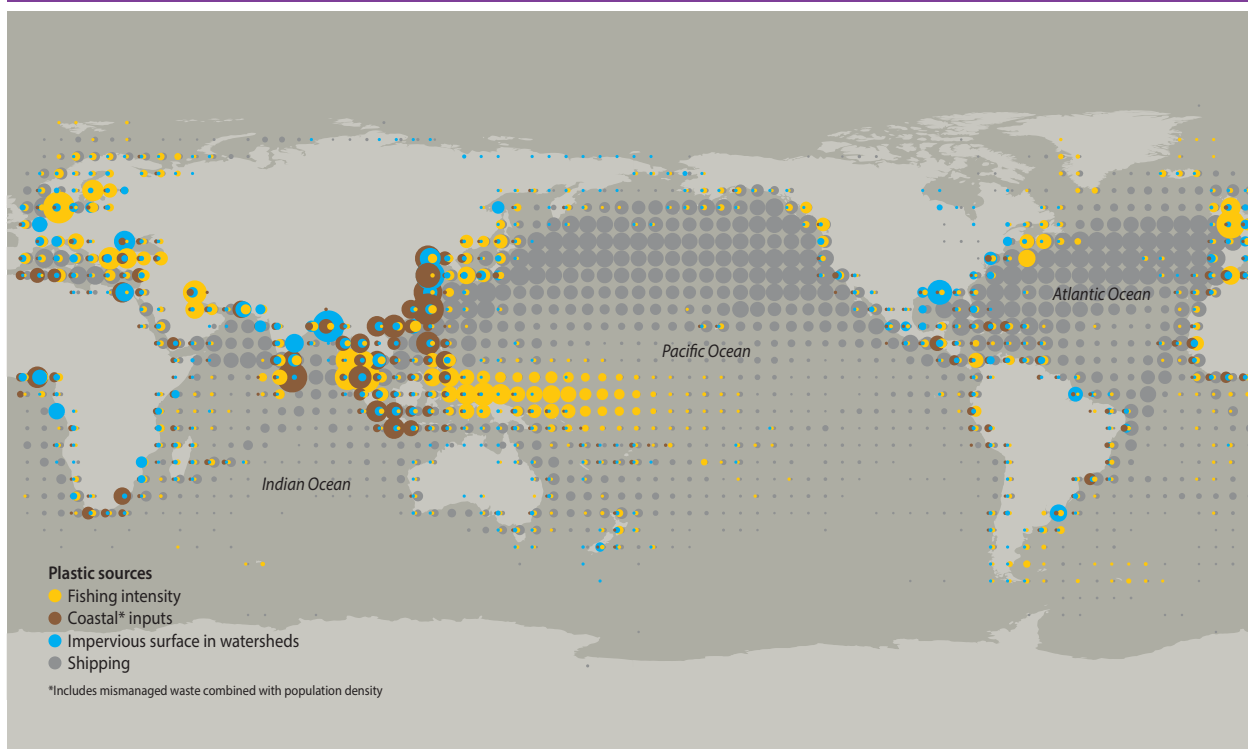 Atlantic Ocean
Pacific Ocean
Indian Ocean
Plastic sources
Fishing intensity
Coastal* inputs
Impervious surface in watersheds
Shipping
*Includes mismanaged waste combined with population density